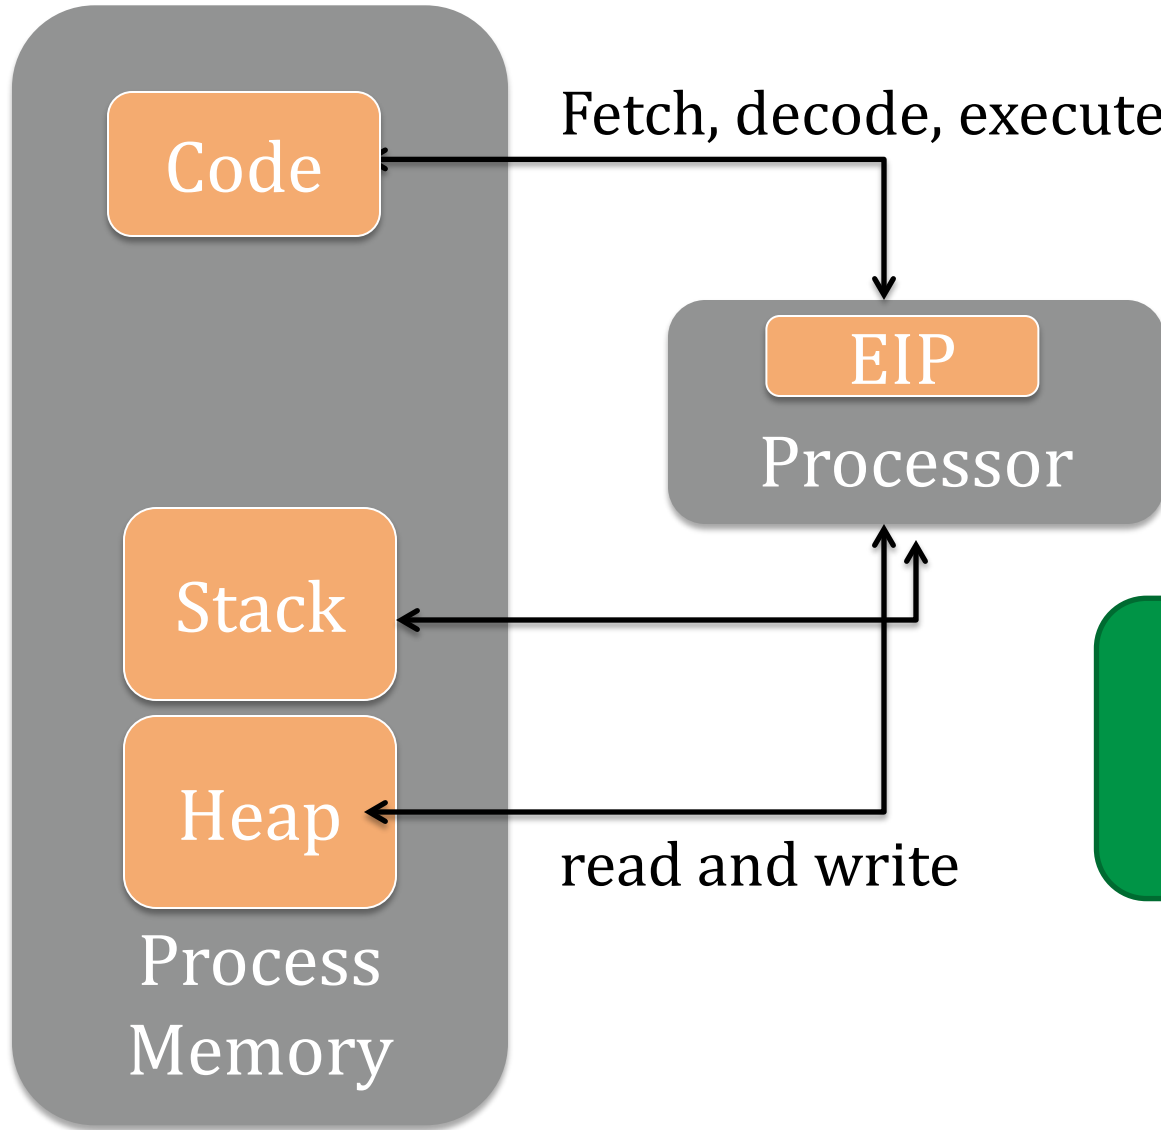 Fetch, decode, execute
Code
EIP
Processor
Stack
Heap
read and write
Process
Memory